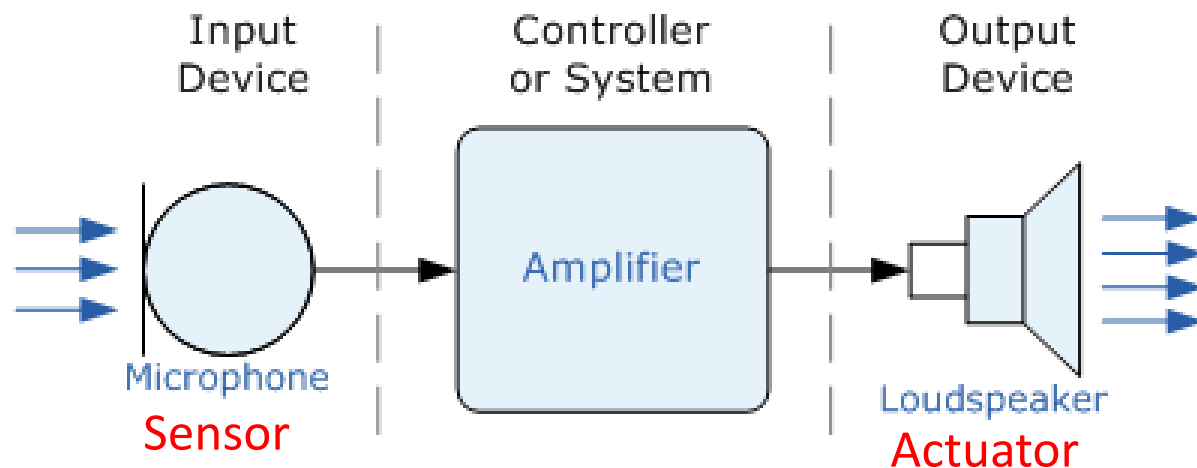 Input
Device
Controller
or System
Output
Device
Amplifier
Microphone
Sensor
Loudspeaker
Actuator